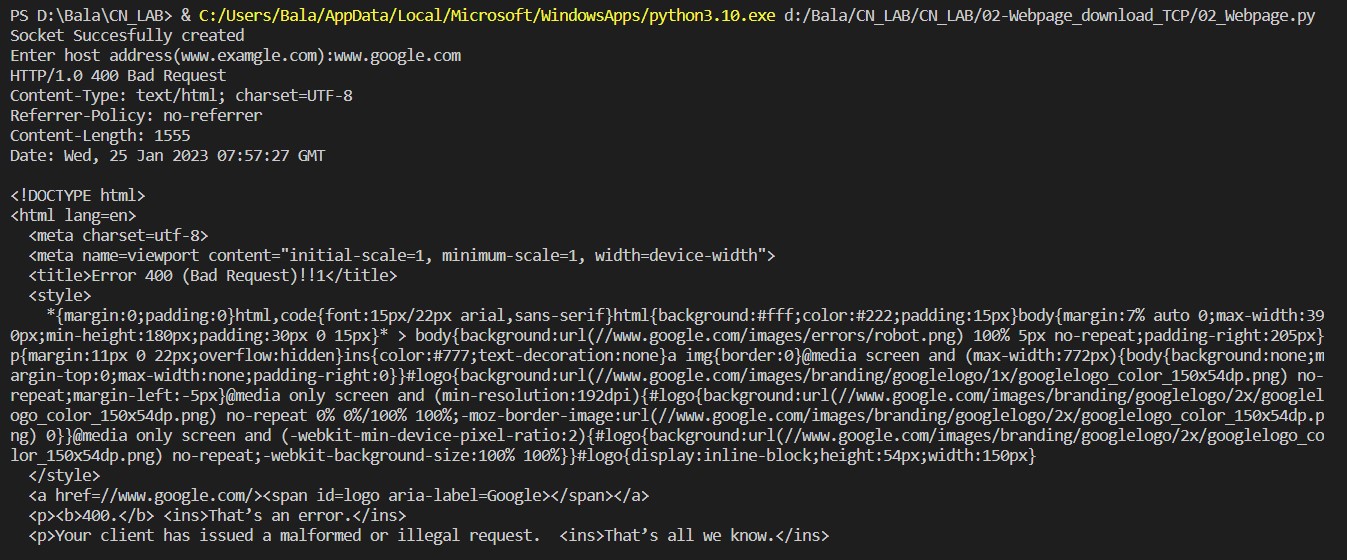 PS D:\Bala\CN_LAB> & C:/Users/Bala/AppData/Local/Microsoft/WindowsApps/python3.10.exe d:/Bala/CN_LAB/CN_LAB/02-Webpage_download_TCP/02_Webpage.py
Socket Succesfully created
Enter host address(www.examgle.com):www.google.com
HTTP/1.0 400 Bad Request
Content-Type: text/html; charset=UTF-8
Referrer-Policy: no-referrer
Content-Length: 1555
Date: Wed, 25 Jan 2023 07:57:27 GMT

<!DOCTYPE html>
<html lang=en>
  <meta charset=utf-8>
  <meta name=viewport content="initial-scale=1, minimum-scale=1, width=device-width">
  <title>Error 400 (Bad Request)!!1</title>
  <style>
    *{margin:0;padding:0}html,code{font:15px/22px arial,sans-serif}html{background:#fff;color:#222;padding:15px}body{margin:7% auto 0;max-width:39
0px;min-height:180px;padding:30px 0 15px}* > body{background:url(//www.google.com/images/errors/robot.png) 100% 5px no-repeat;padding-right:205px}
p{margin:11px 0 22px;overflow:hidden}ins{color:#777;text-decoration:none}a img{border:0}@media screen and (max-width:772px){body{background:none;m
argin-top:0;max-width:none;padding-right:0}}#logo{background:url(//www.google.com/images/branding/googlelogo/1x/googlelogo_color_150x54dp.png) no-
repeat;margin-left:-5px}@media only screen and (min-resolution:192dpi){#logo{background:url(//www.google.com/images/branding/googlelogo/2x/googlel
ogo_color_150x54dp.png) no-repeat 0% 0%/100% 100%;-moz-border-image:url(//www.google.com/images/branding/googlelogo/2x/googlelogo_color_150x54dp.p
ng) 0}}@media only screen and (-webkit-min-device-pixel-ratio:2){#logo{background:url(//www.google.com/images/branding/googlelogo/2x/googlelogo_co
lor_150x54dp.png) no-repeat;-webkit-background-size:100% 100%}}#logo{display:inline-block;height:54px;width:150px}
  </style>
  <a href=//www.google.com/><span id=logo aria-label=Google></span></a>
  <p><b>400.</b> <ins>That’s an error.</ins>
  <p>Your client has issued a malformed or illegal request.  <ins>That’s all we know.</ins>